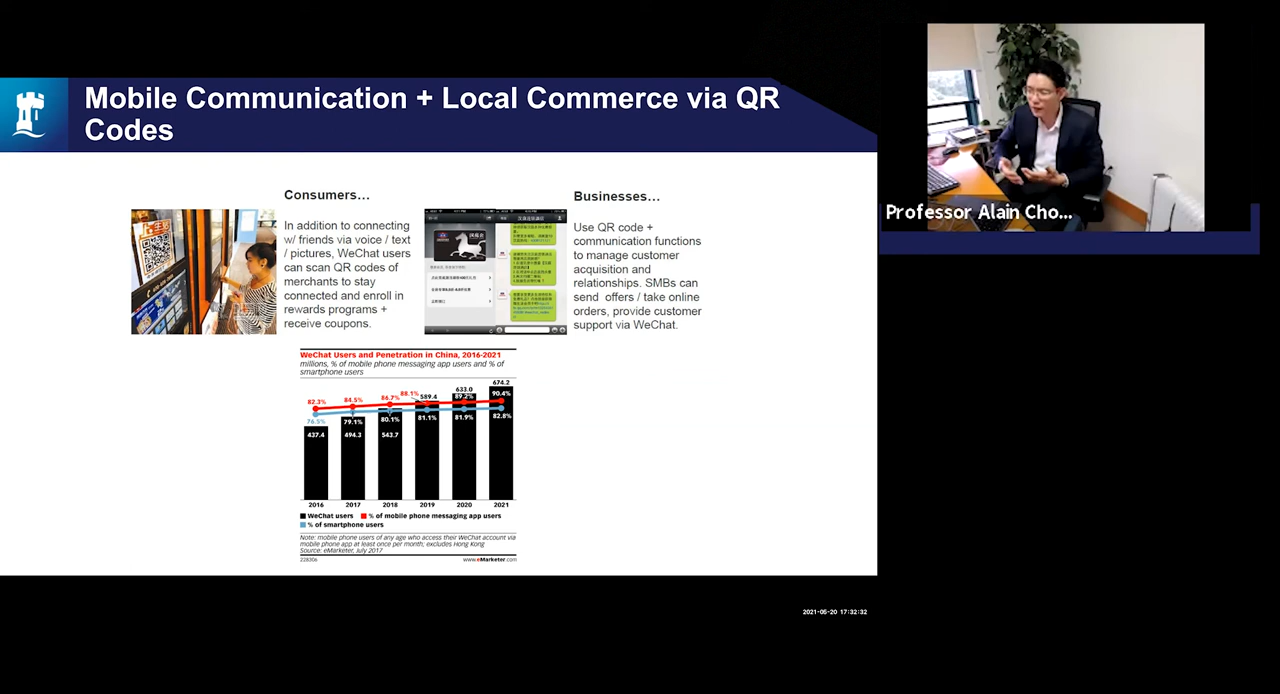 Mobile Communication + Local Commerce via QR
Codes
Professor Alain Cho...
Consumers...
In addition to connecting
w/ friends via voice / text
/ pictures, WeChat users
can scan QR codes of
merchants to stay
connected and enroll in
rewards programs +
receive coupons.
Businesses...
Use QR code +
communication functions
to manage customer
acquisition and
relationships. SMBs can
send offers / take online
orders, provide customer
support via WeChat.
WeChat Users and Penetration in China, 2016-2021
millions, % of mobile phone messaging app users and % of
smartphone users
82.3% 84.5% 86.7% 88.1% 89.2% 90.4%
76.5% 79.1% 80.1% 81.1% 81.9% 82.8%
437.4 494.3 543.7 589.4 633.0 674.2
2016 2017 2018 2019 2020 2021
WeChat users % of mobile phone messaging app users
% of smartphone users
Note: mobile phone users of any age who access their WeChat account via
mobile phone app at least once per month; excludes Hong Kong
Source: eMarketer, July 2017
228306 www.eMarketer.com
2021-05-20 17:32:32